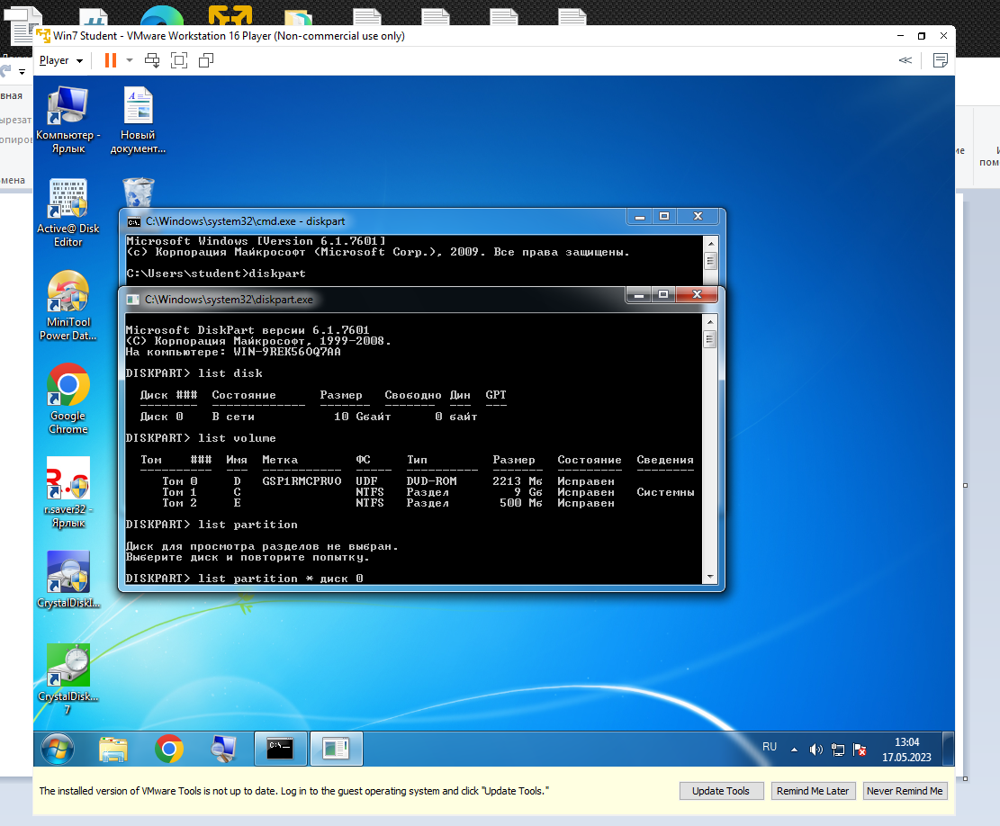 Win7 Student - VMware Workstation 16 Player (Non-commercial use only)
Player
вная
ырезат
опиров
мена
ие
пом
Компьютер -
Ярлык
Новый
документ...
Active@ Disk
Editor
MiniTool
Power Dat...
Google
Chrome
r.saver32 -
Ярлык
CrystalDiskI...
CrystalDisk...
7
C:\Windows\system32\cmd.exe - diskpart
Microsoft Windows [Version 6.1.7601]
(c) Корпорация Майкрософт (Microsoft Corp.), 2009. Все права защищены.
C:\Users\student>diskpart
C:\Windows\system32\diskpart.exe
Microsoft DiskPart версии 6.1.7601
(C) Корпорация Майкрософт, 1999-2008.
На компьютере: WIN-9REK56OQ7AA
DISKPART> list disk
Диск ### Состояние Размер Свободно Дин GPT
Диск 0 В сети 10 Gбайт 0 байт
DISKPART> list volume
Том ### Имя Метка ФС Тип Размер Состояние Сведения
Том 0 D GSP1RMCPRVO UDF DVD-ROM 2213 Mб Исправен
Том 1 C NTFS Раздел 9 Gб Исправен Системны
Том 2 E NTFS Раздел 500 Mб Исправен
DISKPART> list partition
Диск для просмотра разделов не выбран.
Выберите диск и повторите попытку.
DISKPART> list partition * диск 0
RU
13:04
17.05.2023
The installed version of VMware Tools is not up to date. Log in to the guest operating system and click "Update Tools."
Update Tools
Remind Me Later
Never Remind Me